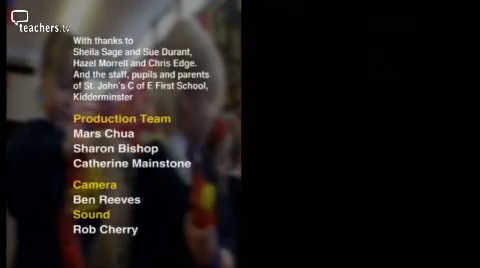 teachers.tv
With thanks to
Sheila Sage and Sue Durant,
Hazel Morrell and Chris Edge.
And the staff, pupils and parents
of St. John's C of E First School,
Kidderminster
Production Team
Mars Chua
Sharon Bishop
Catherine Mainstone
Camera
Ben Reeves
Sound
Rob Cherry